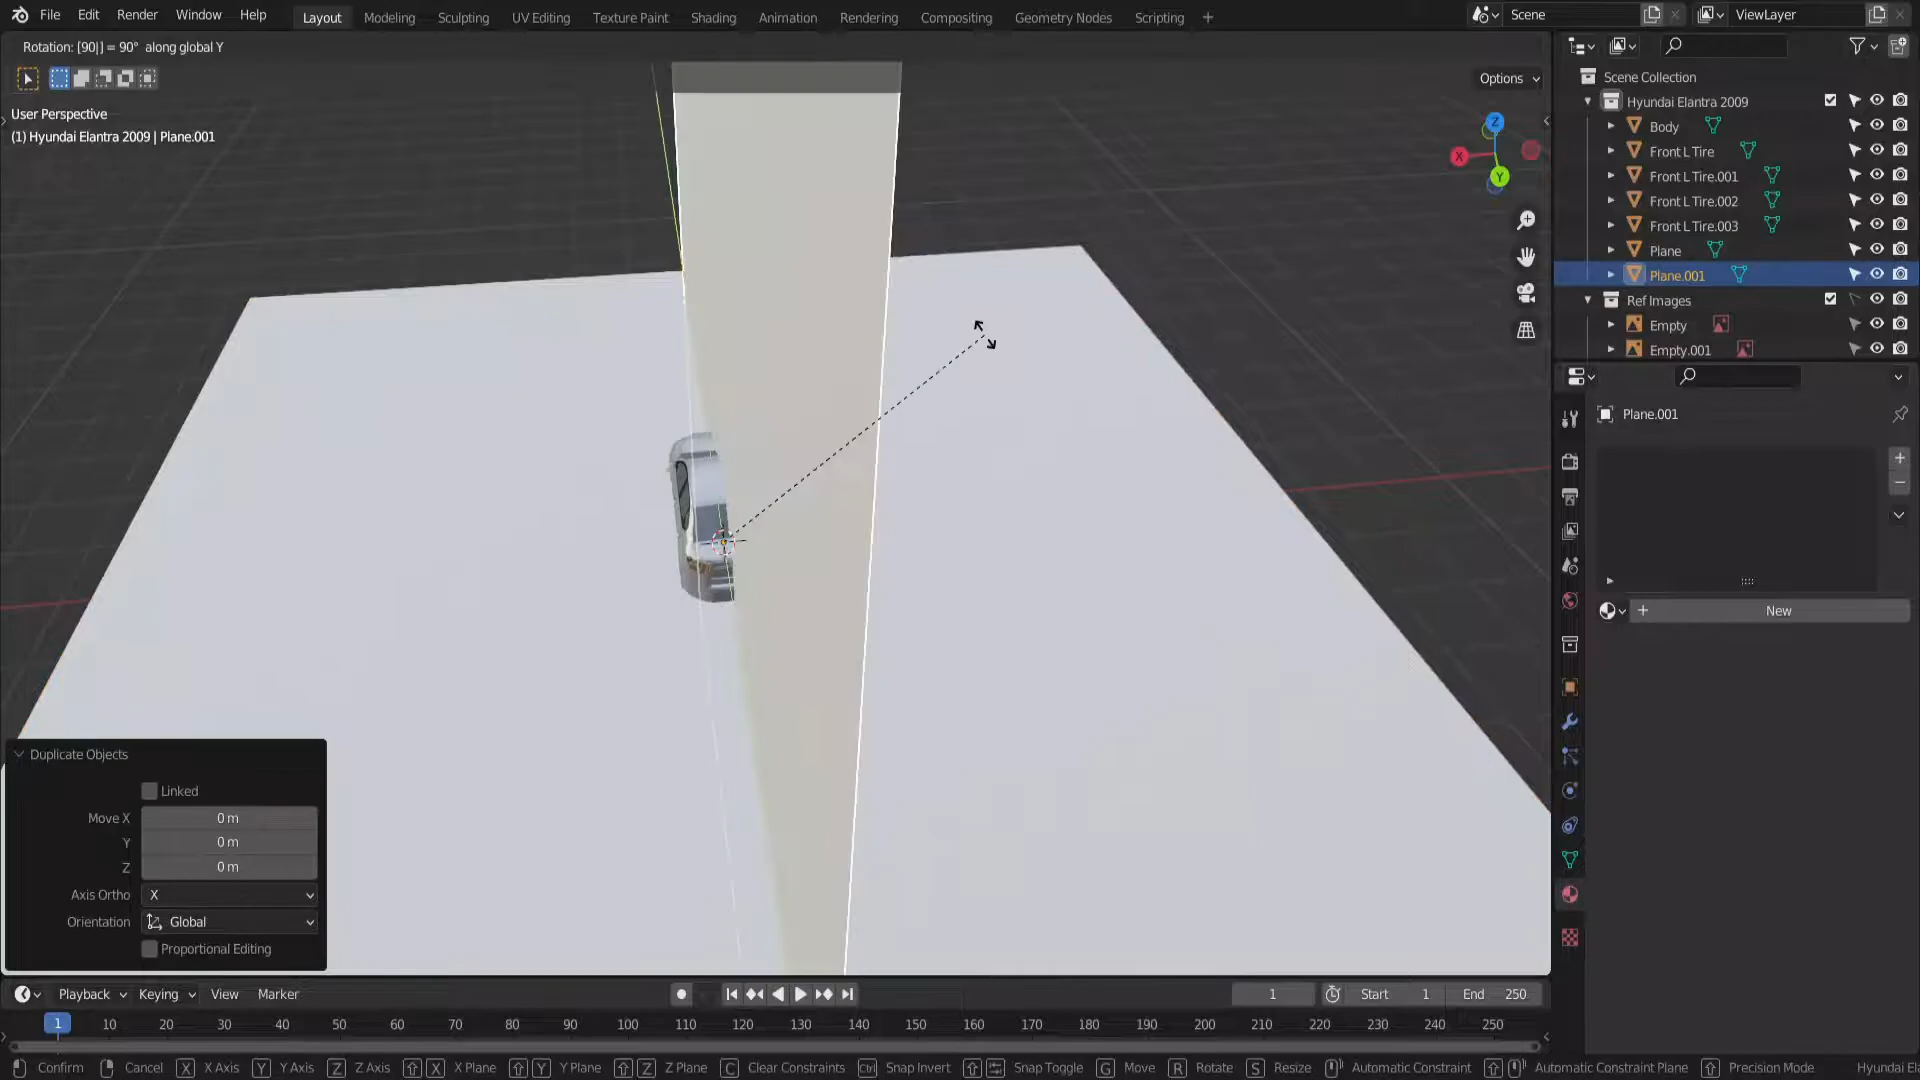 File Edit Render Window Help Layout Modeling Sculpting UV Editing Texture Paint Shading Animation Rendering Compositing Geometry Nodes Scripting + Scene ViewLayer
Rotation: [90|] = 90° along global Y
Options
User Perspective
(1) Hyundai Elantra 2009 | Plane.001
Z
X
Y
Scene Collection
Hyundai Elantra 2009
Body
Front L Tire
Front L Tire.001
Front L Tire.002
Front L Tire.003
Plane
Plane.001
Ref Images
Empty
Empty.001
Plane.001
New
Duplicate Objects
Linked
Move X 0 m
Y 0 m
Z 0 m
Axis Ortho X
Orientation Global
Proportional Editing
Playback Keying View Marker 1 Start 1 End 250
1 10 20 30 40 50 60 70 80 90 100 110 120 130 140 150 160 170 180 190 200 210 220 230 240 250
Confirm Cancel X X Axis Y Y Axis Z Z Axis X X Plane Y Y Plane Z Z Plane C Clear Constraints Ctrl Snap Invert Snap Toggle G Move R Rotate S Resize Automatic Constraint Automatic Constraint Plane Precision Mode Hyundai El